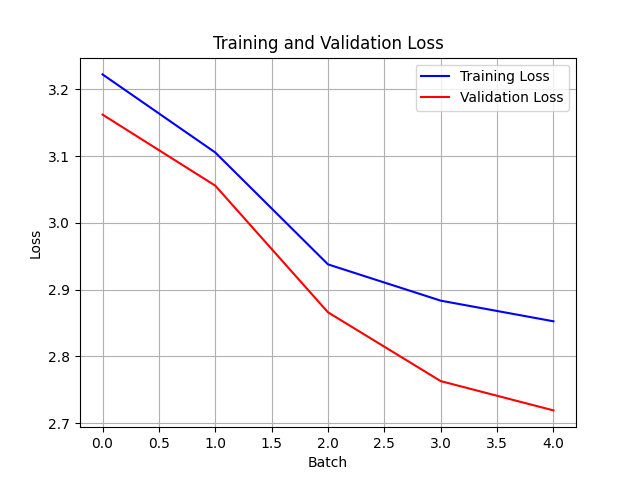 Training and Validation Loss
Training Loss
Validation Loss
3.2
3.1
3.0
2.9
2.8
2.7
Loss
0.0 0.5 1.0 1.5 2.0 2.5 3.0 3.5 4.0
Batch